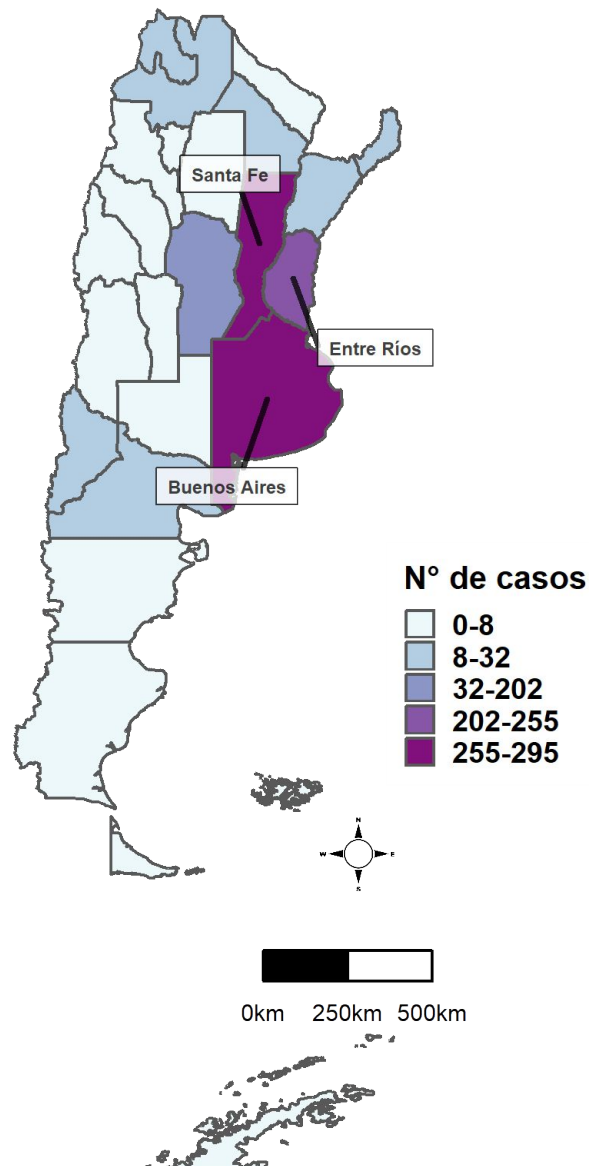 Santa Fe
Entre Ríos
Buenos Aires
N° de casos
0-8
8-32
32-202
202-255
255-295
N
W E
S
0km 250km 500km